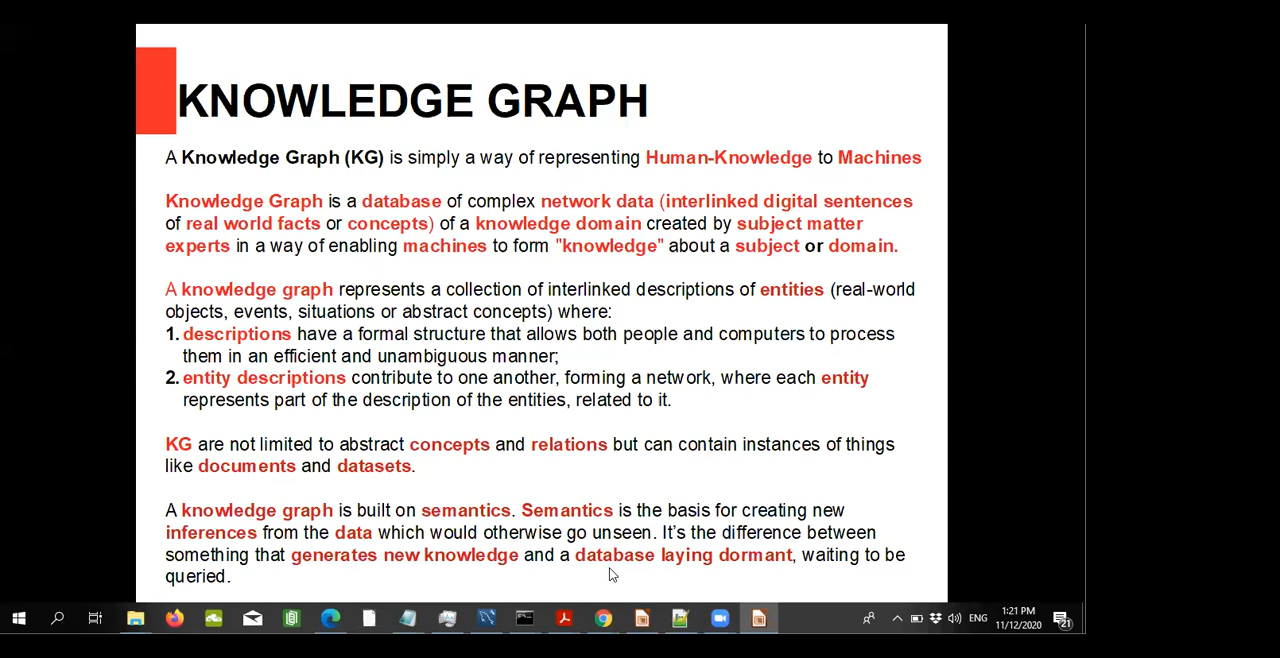 KNOWLEDGE GRAPH
A Knowledge Graph (KG) is simply a way of representing Human-Knowledge to Machines
Knowledge Graph is a database of complex network data (interlinked digital sentences
of real world facts or concepts) of a knowledge domain created by subject matter
experts in a way of enabling machines to form "knowledge" about a subject or domain.
A knowledge graph represents a collection of interlinked descriptions of entities (real-world
objects, events, situations or abstract concepts) where:
1. descriptions have a formal structure that allows both people and computers to process
them in an efficient and unambiguous manner;
2. entity descriptions contribute to one another, forming a network, where each entity
represents part of the description of the entities, related to it.
KG are not limited to abstract concepts and relations but can contain instances of things
like documents and datasets.
A knowledge graph is built on semantics. Semantics is the basis for creating new
inferences from the data which would otherwise go unseen. It's the difference between
something that generates new knowledge and a database laying dormant, waiting to be
queried.
ENG
1:21 PM
11/12/2020
21